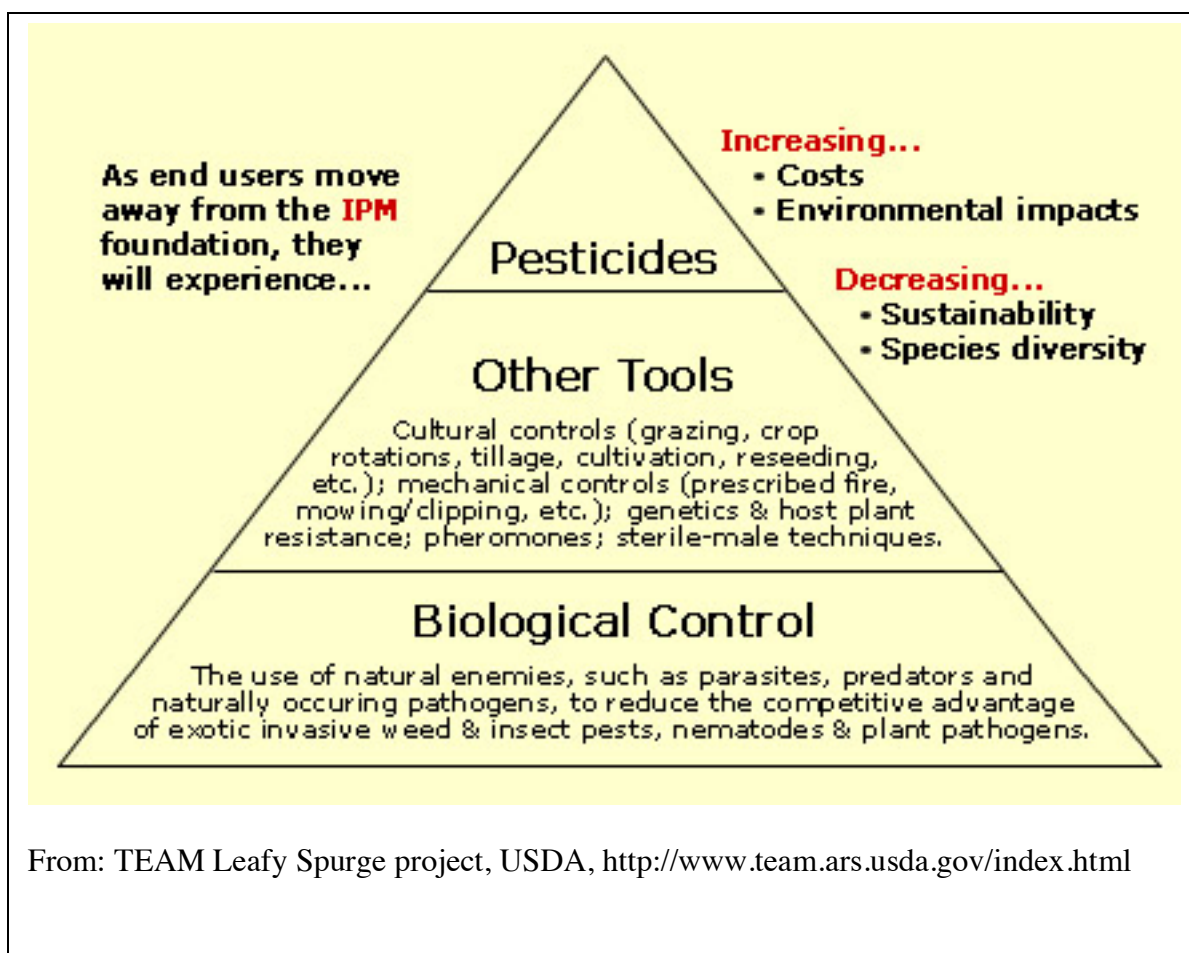 As end users move
away from the IPM
foundation, they
will experience...
Increasing...
• Costs
• Environmental impacts
Decreasing...
• Sustainability
• Species diversity
Pesticides
Other Tools
Cultural controls (grazing, crop
rotations, tillage, cultivation, reseeding,
etc.); mechanical controls (prescribed fire,
mowing/clipping, etc.); genetics & host plant
resistance; pheromones; sterile-male techniques.
Biological Control
The use of natural enemies, such as parasites, predators and
naturally occuring pathogens, to reduce the competitive advantage
of exotic invasive weed & insect pests, nematodes & plant pathogens.
From: TEAM Leafy Spurge project, USDA, http://www.team.ars.usda.gov/index.html